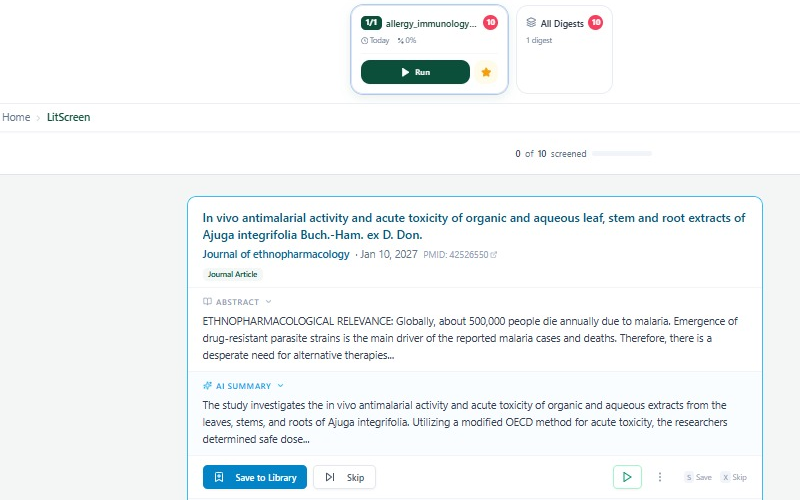 1/1 allergy_immunology... 10
Today 0%
Run
All Digests 10
1 digest
Home > LitScreen
0 of 10 screened
In vivo antimalarial activity and acute toxicity of organic and aqueous leaf, stem and root extracts of
Ajuga integrifolia Buch.-Ham. ex D. Don.
Journal of ethnopharmacology · Jan 10, 2027 PMID: 42526550
Journal Article
ABSTRACT
ETHNOPHARMACOLOGICAL RELEVANCE: Globally, about 500,000 people die annually due to malaria. Emergence of
drug-resistant parasite strains is the main driver of the reported malaria cases and deaths. Therefore, there is a
desperate need for alternative therapies...
AI SUMMARY
The study investigates the in vivo antimalarial activity and acute toxicity of organic and aqueous extracts from the
leaves, stems, and roots of Ajuga integrifolia. Utilizing a modified OECD method for acute toxicity, the researchers
determined safe dose...
Save to Library Skip S Save X Skip